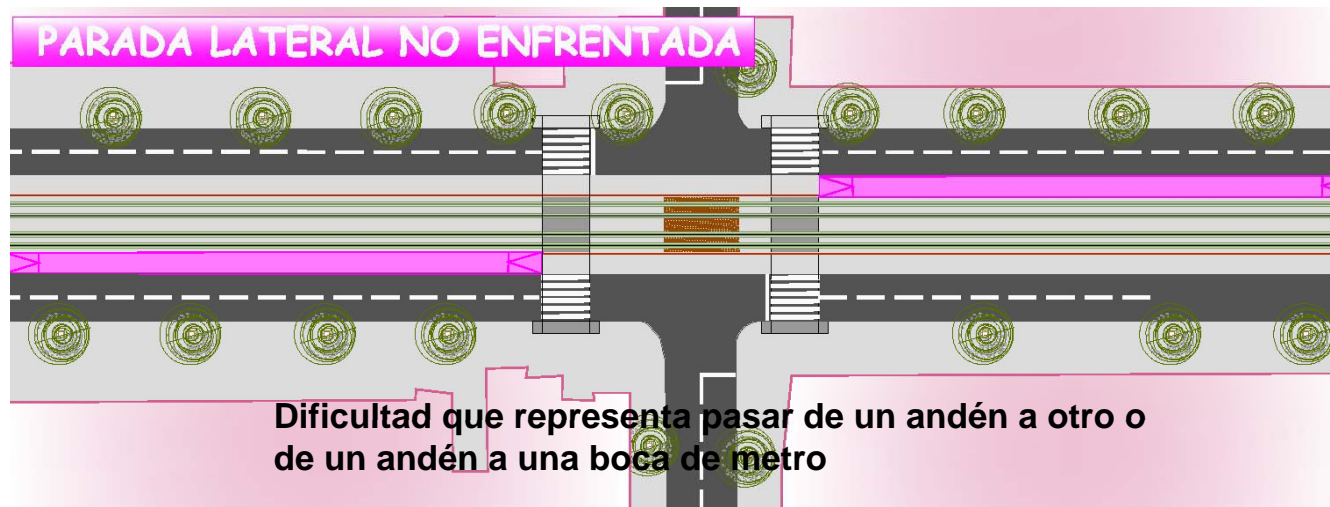 PARADA LATERAL NO ENFRENTADA
Dificultad que representa pasar de un andén a otro o
de un andén a una boca de metro